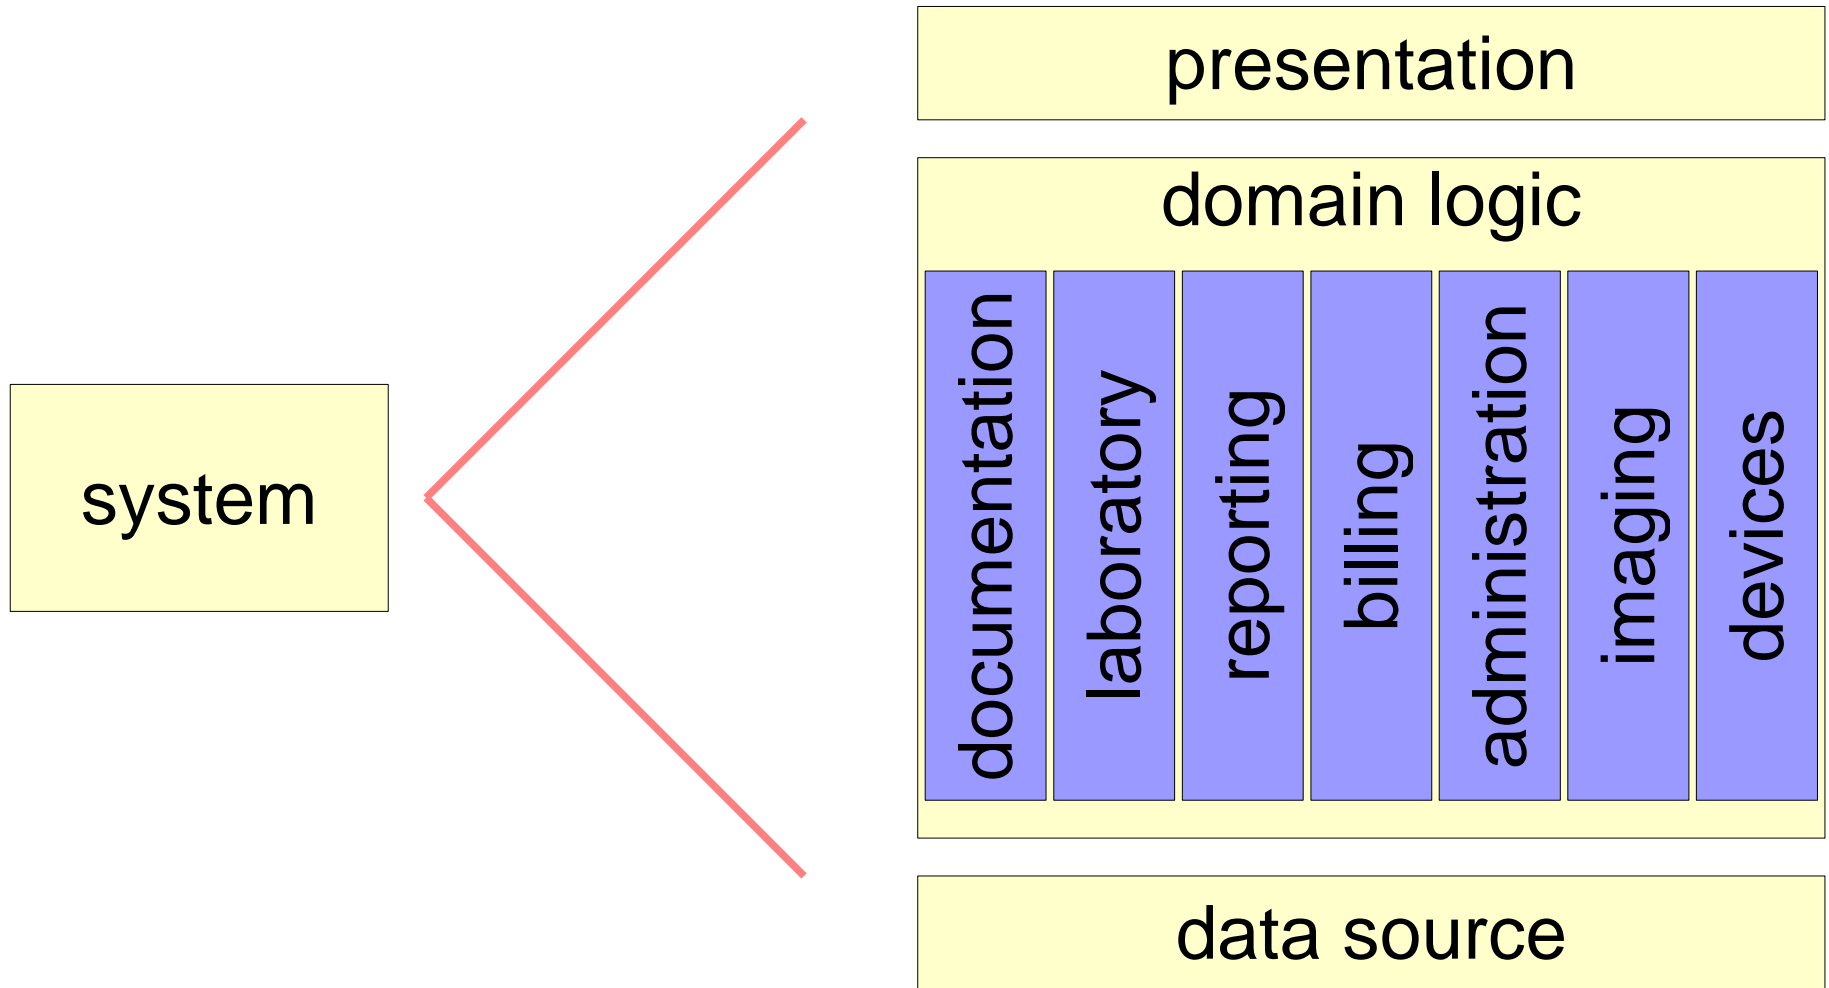 presentation
domain logic
system
documentation
laboratory
reporting
billing
administration
imaging
devices
data source